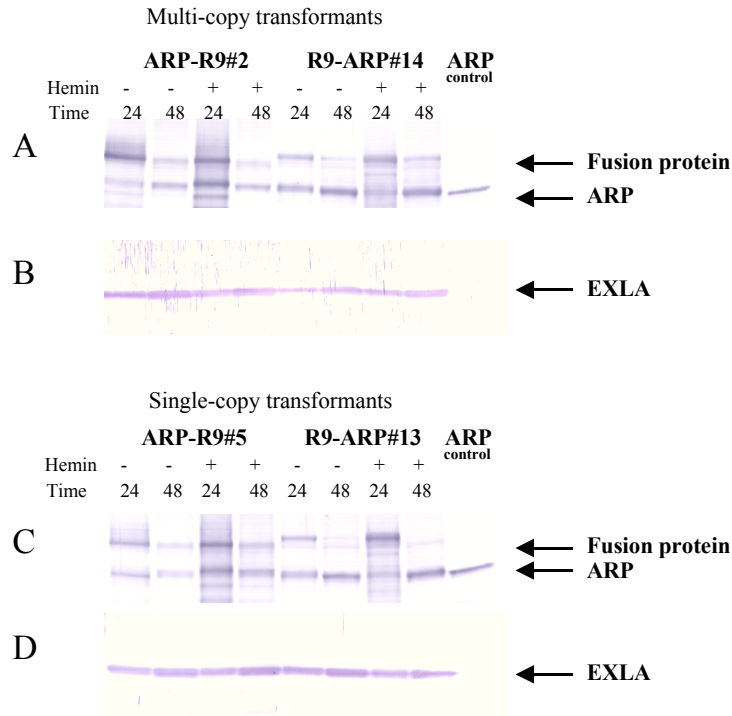 Multi-copy transformants
ARP-R9#2 R9-ARP#14 ARP
control
Hemin - - + + - - + +
Time 24 48 24 48 24 48 24 48
A
Fusion protein
ARP
B
EXLA
Single-copy transformants
ARP-R9#5 R9-ARP#13 ARP
control
Hemin - - + + - - + +
Time 24 48 24 48 24 48 24 48
C
Fusion protein
ARP
D
EXLA